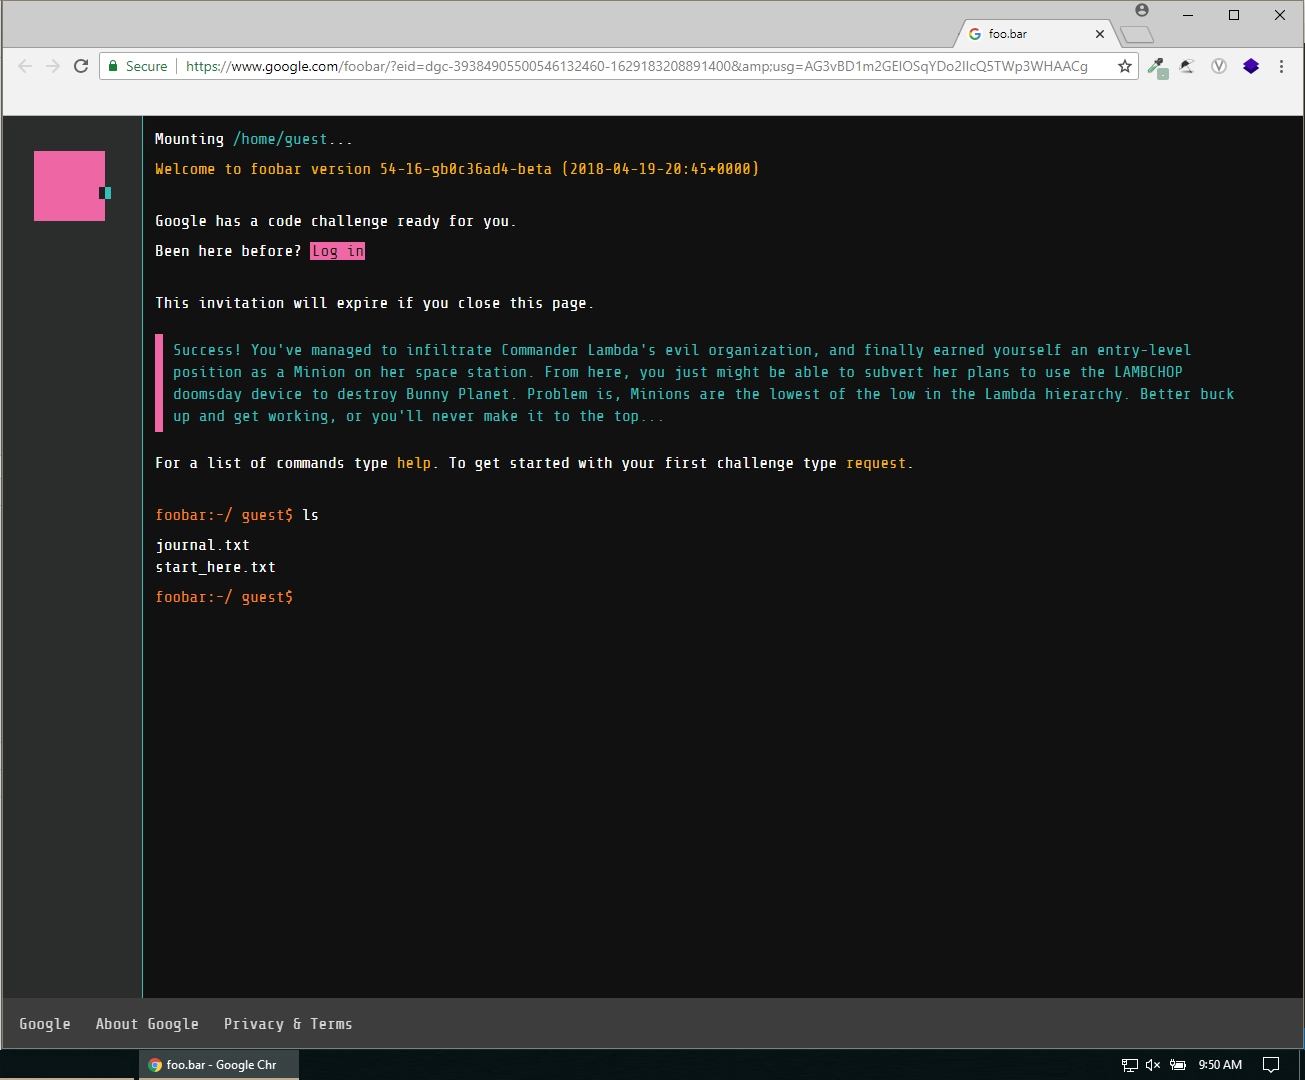 foo.bar
Secure
https://www.google.com/foobar/?eid=dgc-39384905500546132460-1629183208891400&amp;usg=AG3vBD1m2GEIOSqYDo2IIcQ5TWp3WHAACg
Mounting /home/guest...
Welcome to foobar version 54-16-gb0c36ad4-beta (2018-04-19-20:45+0000)
Google has a code challenge ready for you.
Been here before? Log in
This invitation will expire if you close this page.
Success! You've managed to infiltrate Commander Lambda's evil organization, and finally earned yourself an entry-level
position as a Minion on her space station. From here, you just might be able to subvert her plans to use the LAMBCHOP
doomsday device to destroy Bunny Planet. Problem is, Minions are the lowest of the low in the Lambda hierarchy. Better buck
up and get working, or you'll never make it to the top...
For a list of commands type help. To get started with your first challenge type request.
foobar:~/ guest$ ls
journal.txt
start_here.txt
foobar:~/ guest$
Google About Google Privacy & Terms
foo.bar - Google Chr
9:50 AM